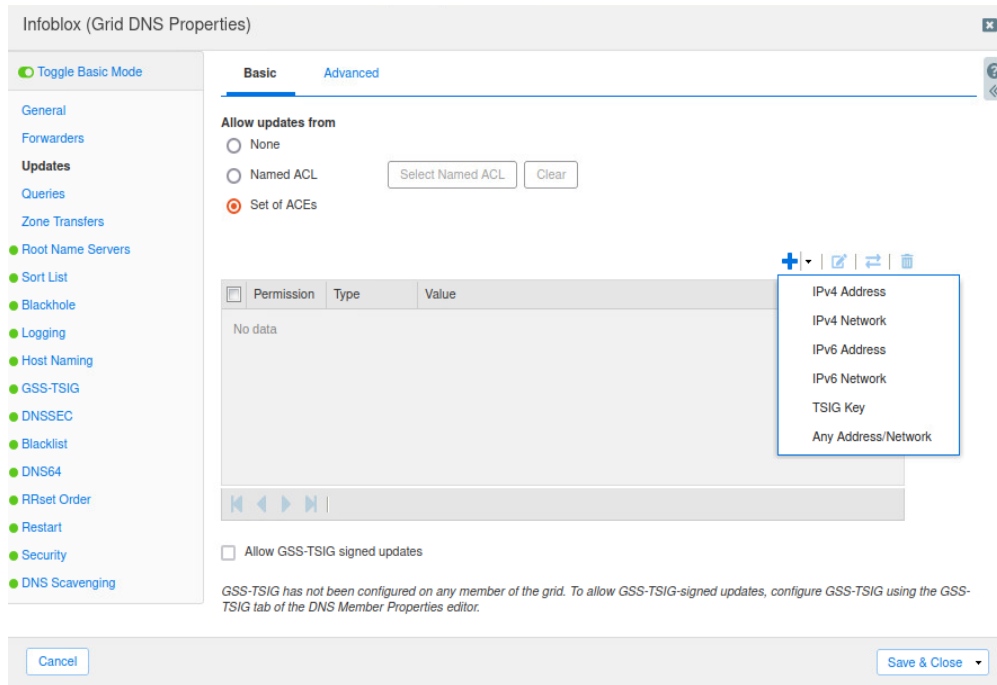 Infoblox (Grid DNS Properties)
Toggle Basic Mode
General
Forwarders
Updates
Queries
Zone Transfers
Root Name Servers
Sort List
Blackhole
Logging
Host Naming
GSS-TSIG
DNSSEC
Blacklist
DNS64
RRset Order
Restart
Security
DNS Scavenging
Basic Advanced
Allow updates from
None
Named ACL Select Named ACL Clear
Set of ACEs
Permission Type Value
No data
IPv4 Address
IPv4 Network
IPv6 Address
IPv6 Network
TSIG Key
Any Address/Network
Allow GSS-TSIG signed updates
GSS-TSIG has not been configured on any member of the grid. To allow GSS-TSIG-signed updates, configure GSS-TSIG using the GSS-
TSIG tab of the DNS Member Properties editor.
Cancel Save & Close